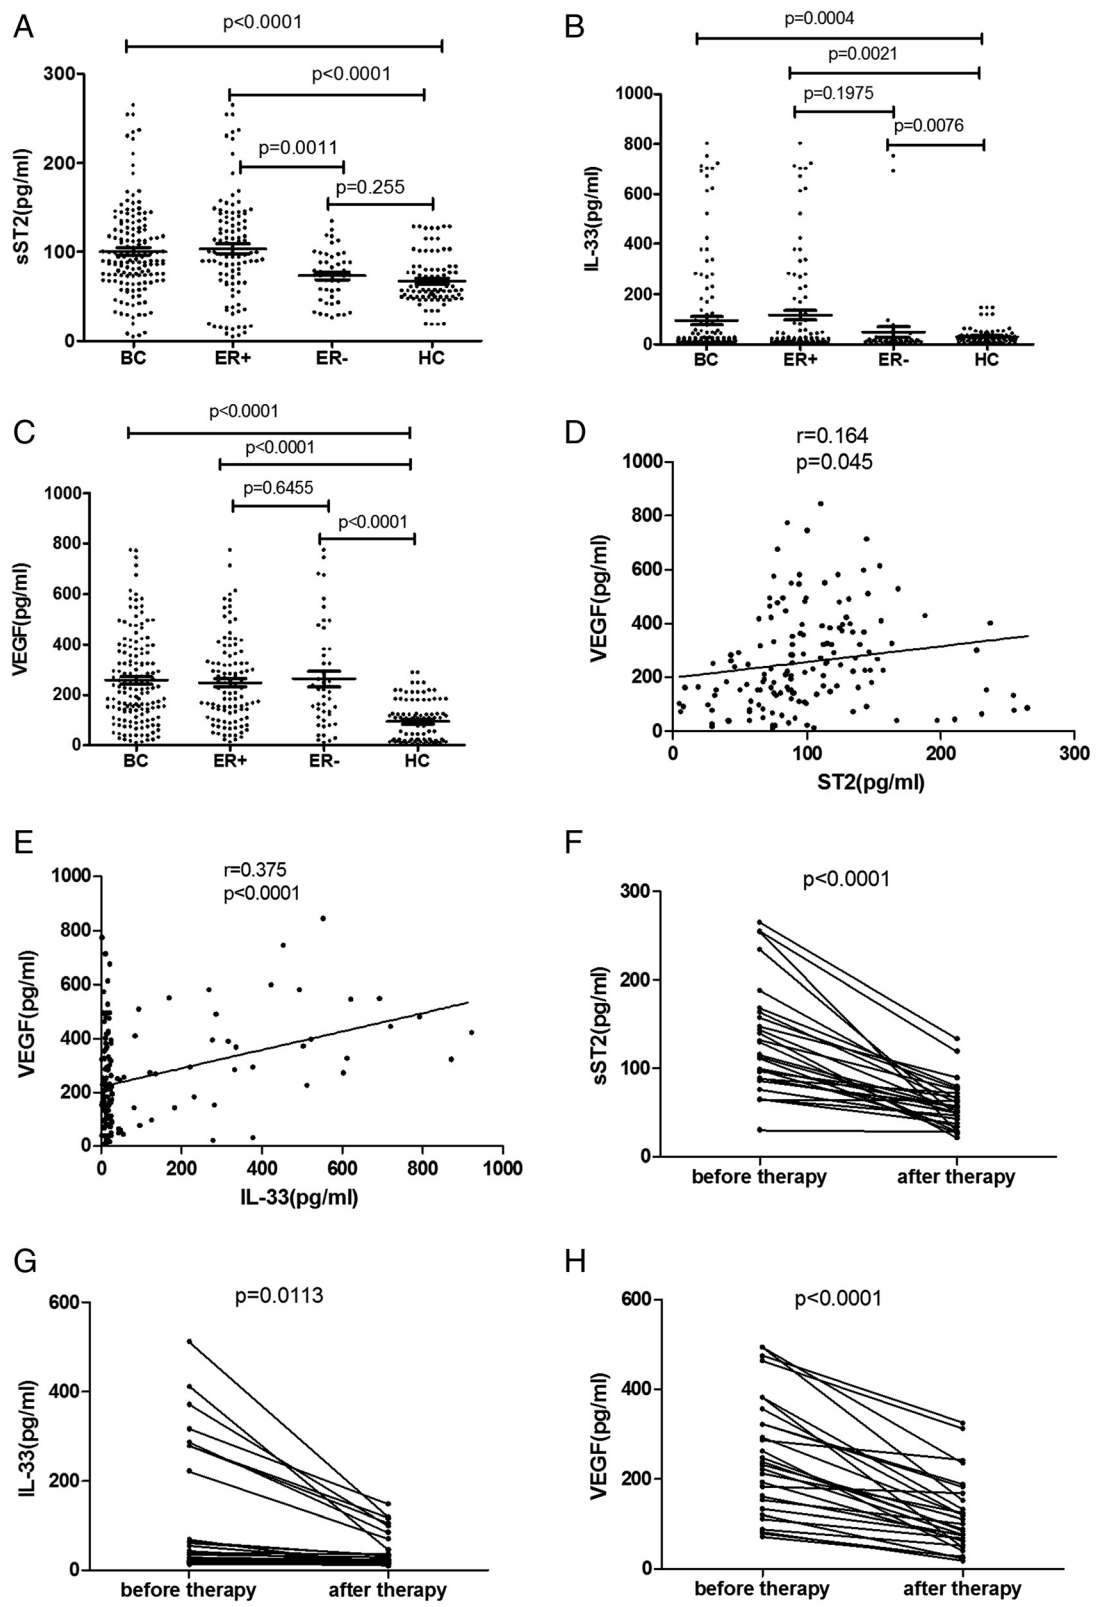 A
p<0.0001
p<0.0001
p=0.0011
p=0.255
sST2(pg/ml)
300
200
100
0
BC ER+ ER- HC
B
p=0.0004
p=0.0021
p=0.1975
p=0.0076
IL-33(pg/ml)
1000
800
600
400
200
0
BC ER+ ER- HC
C
p<0.0001
p<0.0001
p=0.6455
p<0.0001
VEGF(pg/ml)
1000
800
600
400
200
0
BC ER+ ER- HC
D
r=0.164
p=0.045
VEGF(pg/ml)
1000
800
600
400
200
0
0 100 200 300
ST2(pg/ml)
E
r=0.375
p<0.0001
VEGF(pg/ml)
1000
800
600
400
200
0
0 200 400 600 800 1000
IL-33(pg/ml)
F
p<0.0001
sST2(pg/ml)
300
200
100
0
before therapy after therapy
G
p=0.0113
IL-33(pg/ml)
600
400
200
0
before therapy after therapy
H
p<0.0001
VEGF(pg/ml)
600
400
200
0
before therapy after therapy